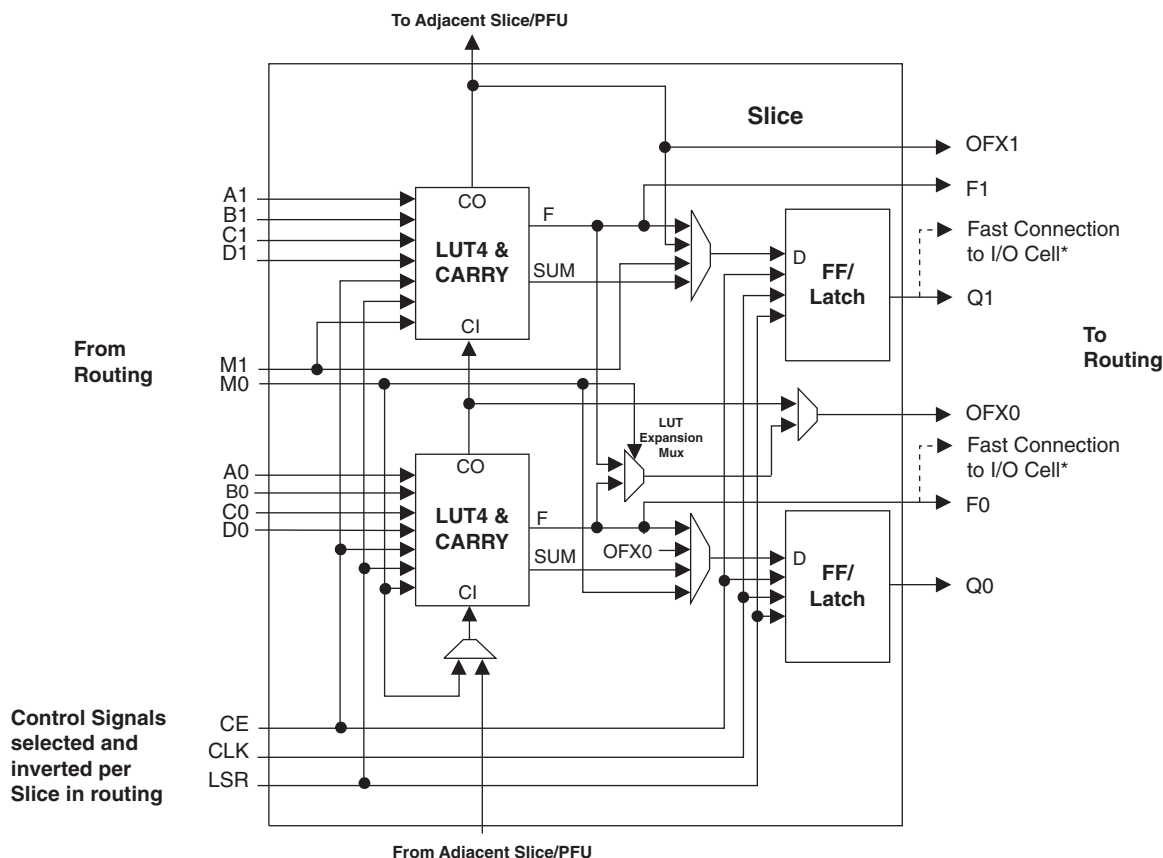 To Adjacent Slice/PFU
Slice
OFX1
F1
Fast Connection
to I/O Cell*
Q1
A1
B1
C1
D1
CO
LUT4 &
CARRY
F
SUM
CI
D
FF/
Latch
From
Routing
To
Routing
M1
M0
OFX0
Fast Connection
to I/O Cell*
F0
LUT
Expansion
Mux
A0
B0
C0
D0
CO
LUT4 &
CARRY
F
OFX0
SUM
CI
D
FF/
Latch
Q0
Control Signals
selected and
inverted per
Slice in routing
CE
CLK
LSR
From Adjacent Slice/PFU